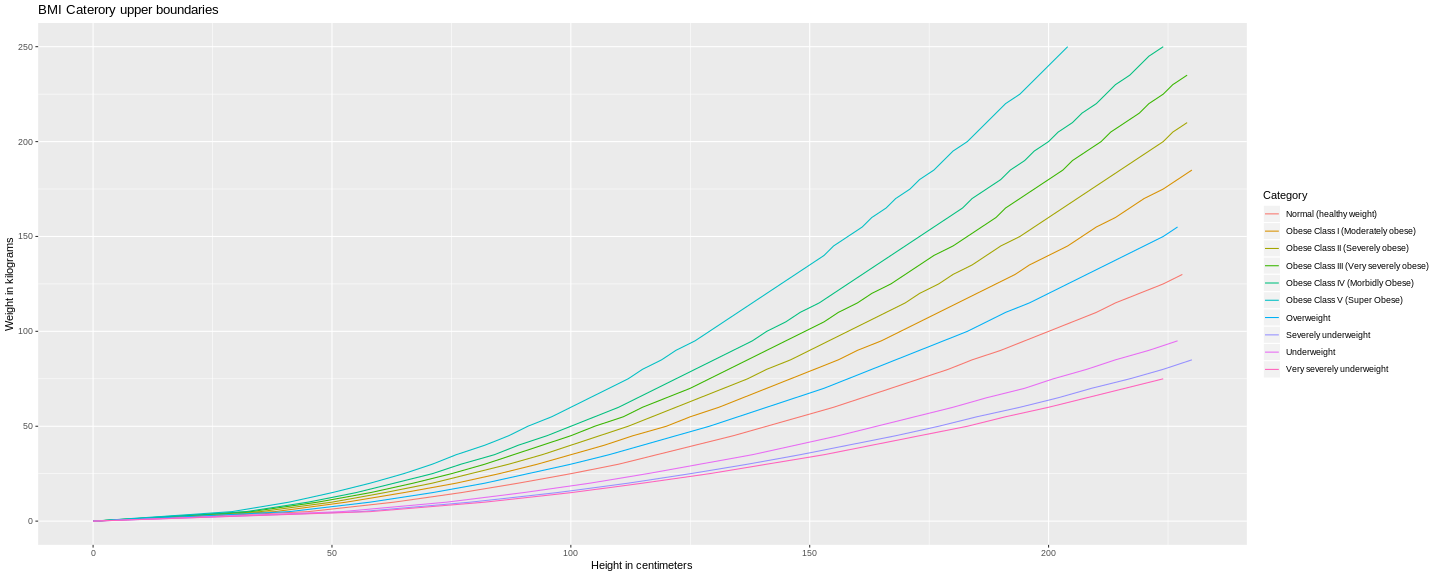 BMI Caterory upper boundaries
250
200
150
100
50
0
Weight in kilograms
0 50 100 150 200
Height in centimeters
Category
Normal (healthy weight)
Obese Class I (Moderately obese)
Obese Class II (Severely obese)
Obese Class III (Very severely obese)
Obese Class IV (Morbidly Obese)
Obese Class V (Super Obese)
Overweight
Severely underweight
Underweight
Very severely underweight